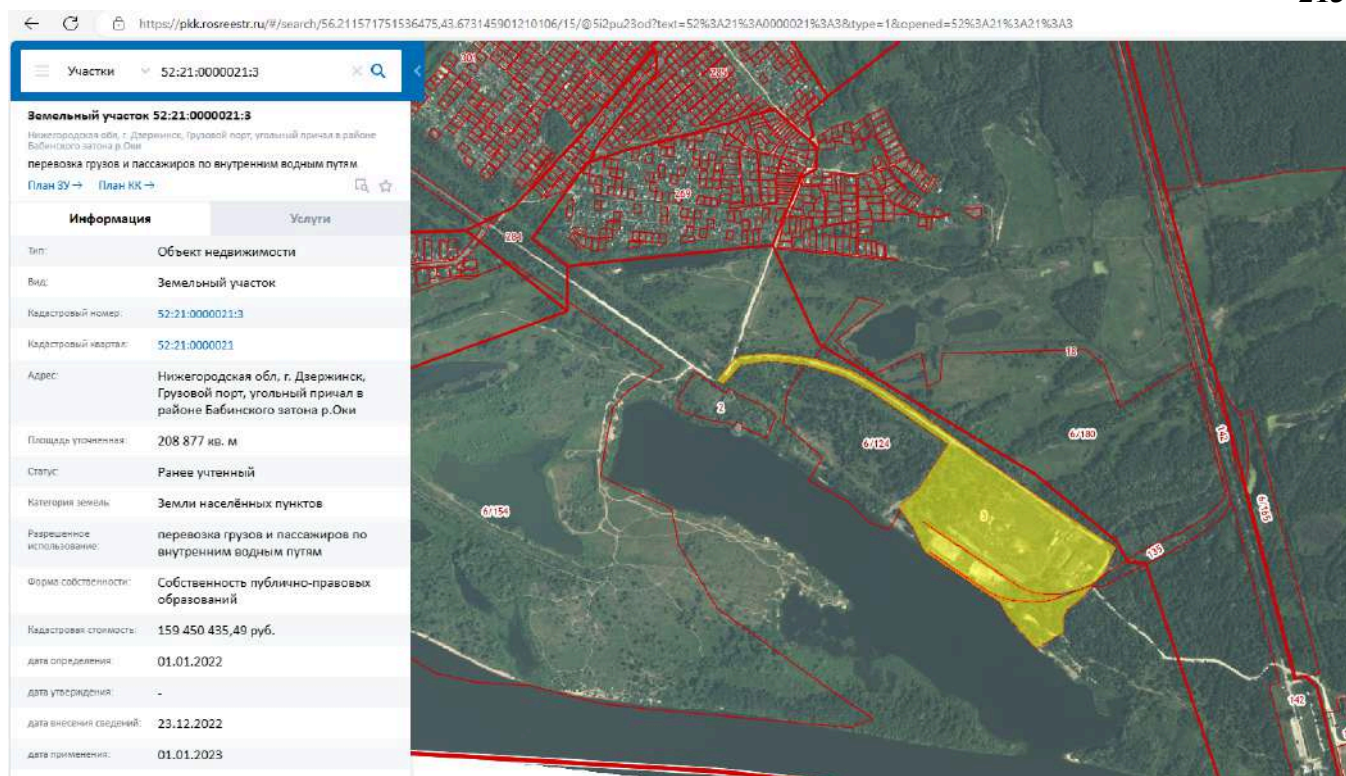 https://pkk.rosreestr.ru/#/search/56.211571751536475,43.673145901210106/15/@5i2pu23od?text=52%3A21%3A0000021%3A3&type=1&opened=52%3A21%3A21%3A3
Участки 52:21:0000021:3
Земельный участок 52:21:0000021:3
Нижегородская обл, г. Дзержинск, Грузовой порт, угольный причал в районе
Бабинского затона р.Оки
перевозка грузов и пассажиров по внутренним водным путям
План ЗУ → План КК →
Информация Услуги
Тип: Объект недвижимости
Вид: Земельный участок
Кадастровый номер: 52:21:0000021:3
Кадастровый квартал: 52:21:0000021
Адрес: Нижегородская обл, г. Дзержинск,
Грузовой порт, угольный причал в
районе Бабинского затона р.Оки
Площадь уточненная: 208 877 кв. м
Статус: Ранее учтенный
Категория земель: Земли населённых пунктов
Разрешенное использование: перевозка грузов и пассажиров по
внутренним водным путям
Форма собственности: Собственность публично-правовых
образований
Кадастровая стоимость: 159 450 435,49 руб.
дата определения: 01.01.2022
дата утверждения: -
дата внесения сведений: 23.12.2022
дата применения: 01.01.2023
301
285
269
284
18
2
6/124
6/180
142
6/165
6/154
135
142